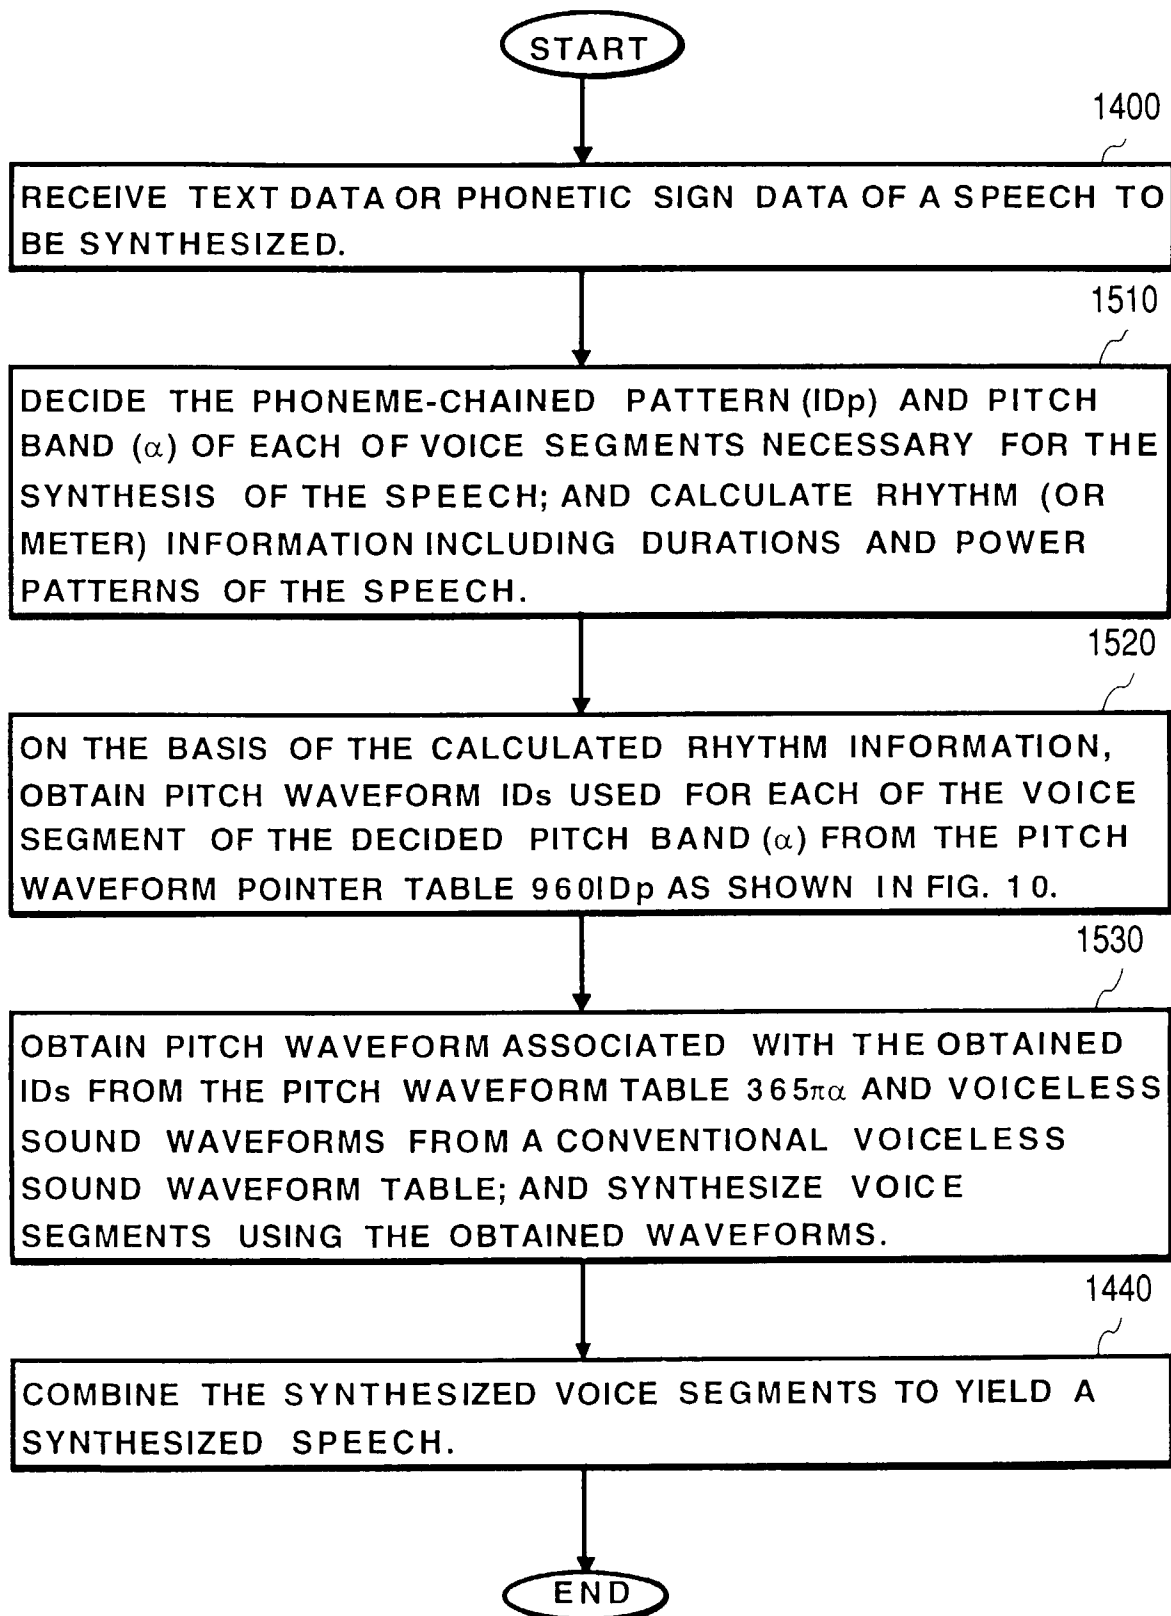 START
1400
RECEIVE TEXT DATA OR PHONETIC SIGN DATA OF A SPEECH TO
BE SYNTHESIZED.
1510
DECIDE THE PHONEME-CHAINED PATTERN (IDp) AND PITCH
BAND (α) OF EACH OF VOICE SEGMENTS NECESSARY FOR THE
SYNTHESIS OF THE SPEECH; AND CALCULATE RHYTHM (OR
METER) INFORMATION INCLUDING DURATIONS AND POWER
PATTERNS OF THE SPEECH.
1520
ON THE BASIS OF THE CALCULATED RHYTHM INFORMATION,
OBTAIN PITCH WAVEFORM IDs USED FOR EACH OF THE VOICE
SEGMENT OF THE DECIDED PITCH BAND (α) FROM THE PITCH
WAVEFORM POINTER TABLE 960IDp AS SHOWN IN FIG. 10.
1530
OBTAIN PITCH WAVEFORM ASSOCIATED WITH THE OBTAINED
IDs FROM THE PITCH WAVEFORM TABLE 365πα AND VOICELESS
SOUND WAVEFORMS FROM A CONVENTIONAL VOICELESS
SOUND WAVEFORM TABLE; AND SYNTHESIZE VOICE
SEGMENTS USING THE OBTAINED WAVEFORMS.
1440
COMBINE THE SYNTHESIZED VOICE SEGMENTS TO YIELD A
SYNTHESIZED SPEECH.
END